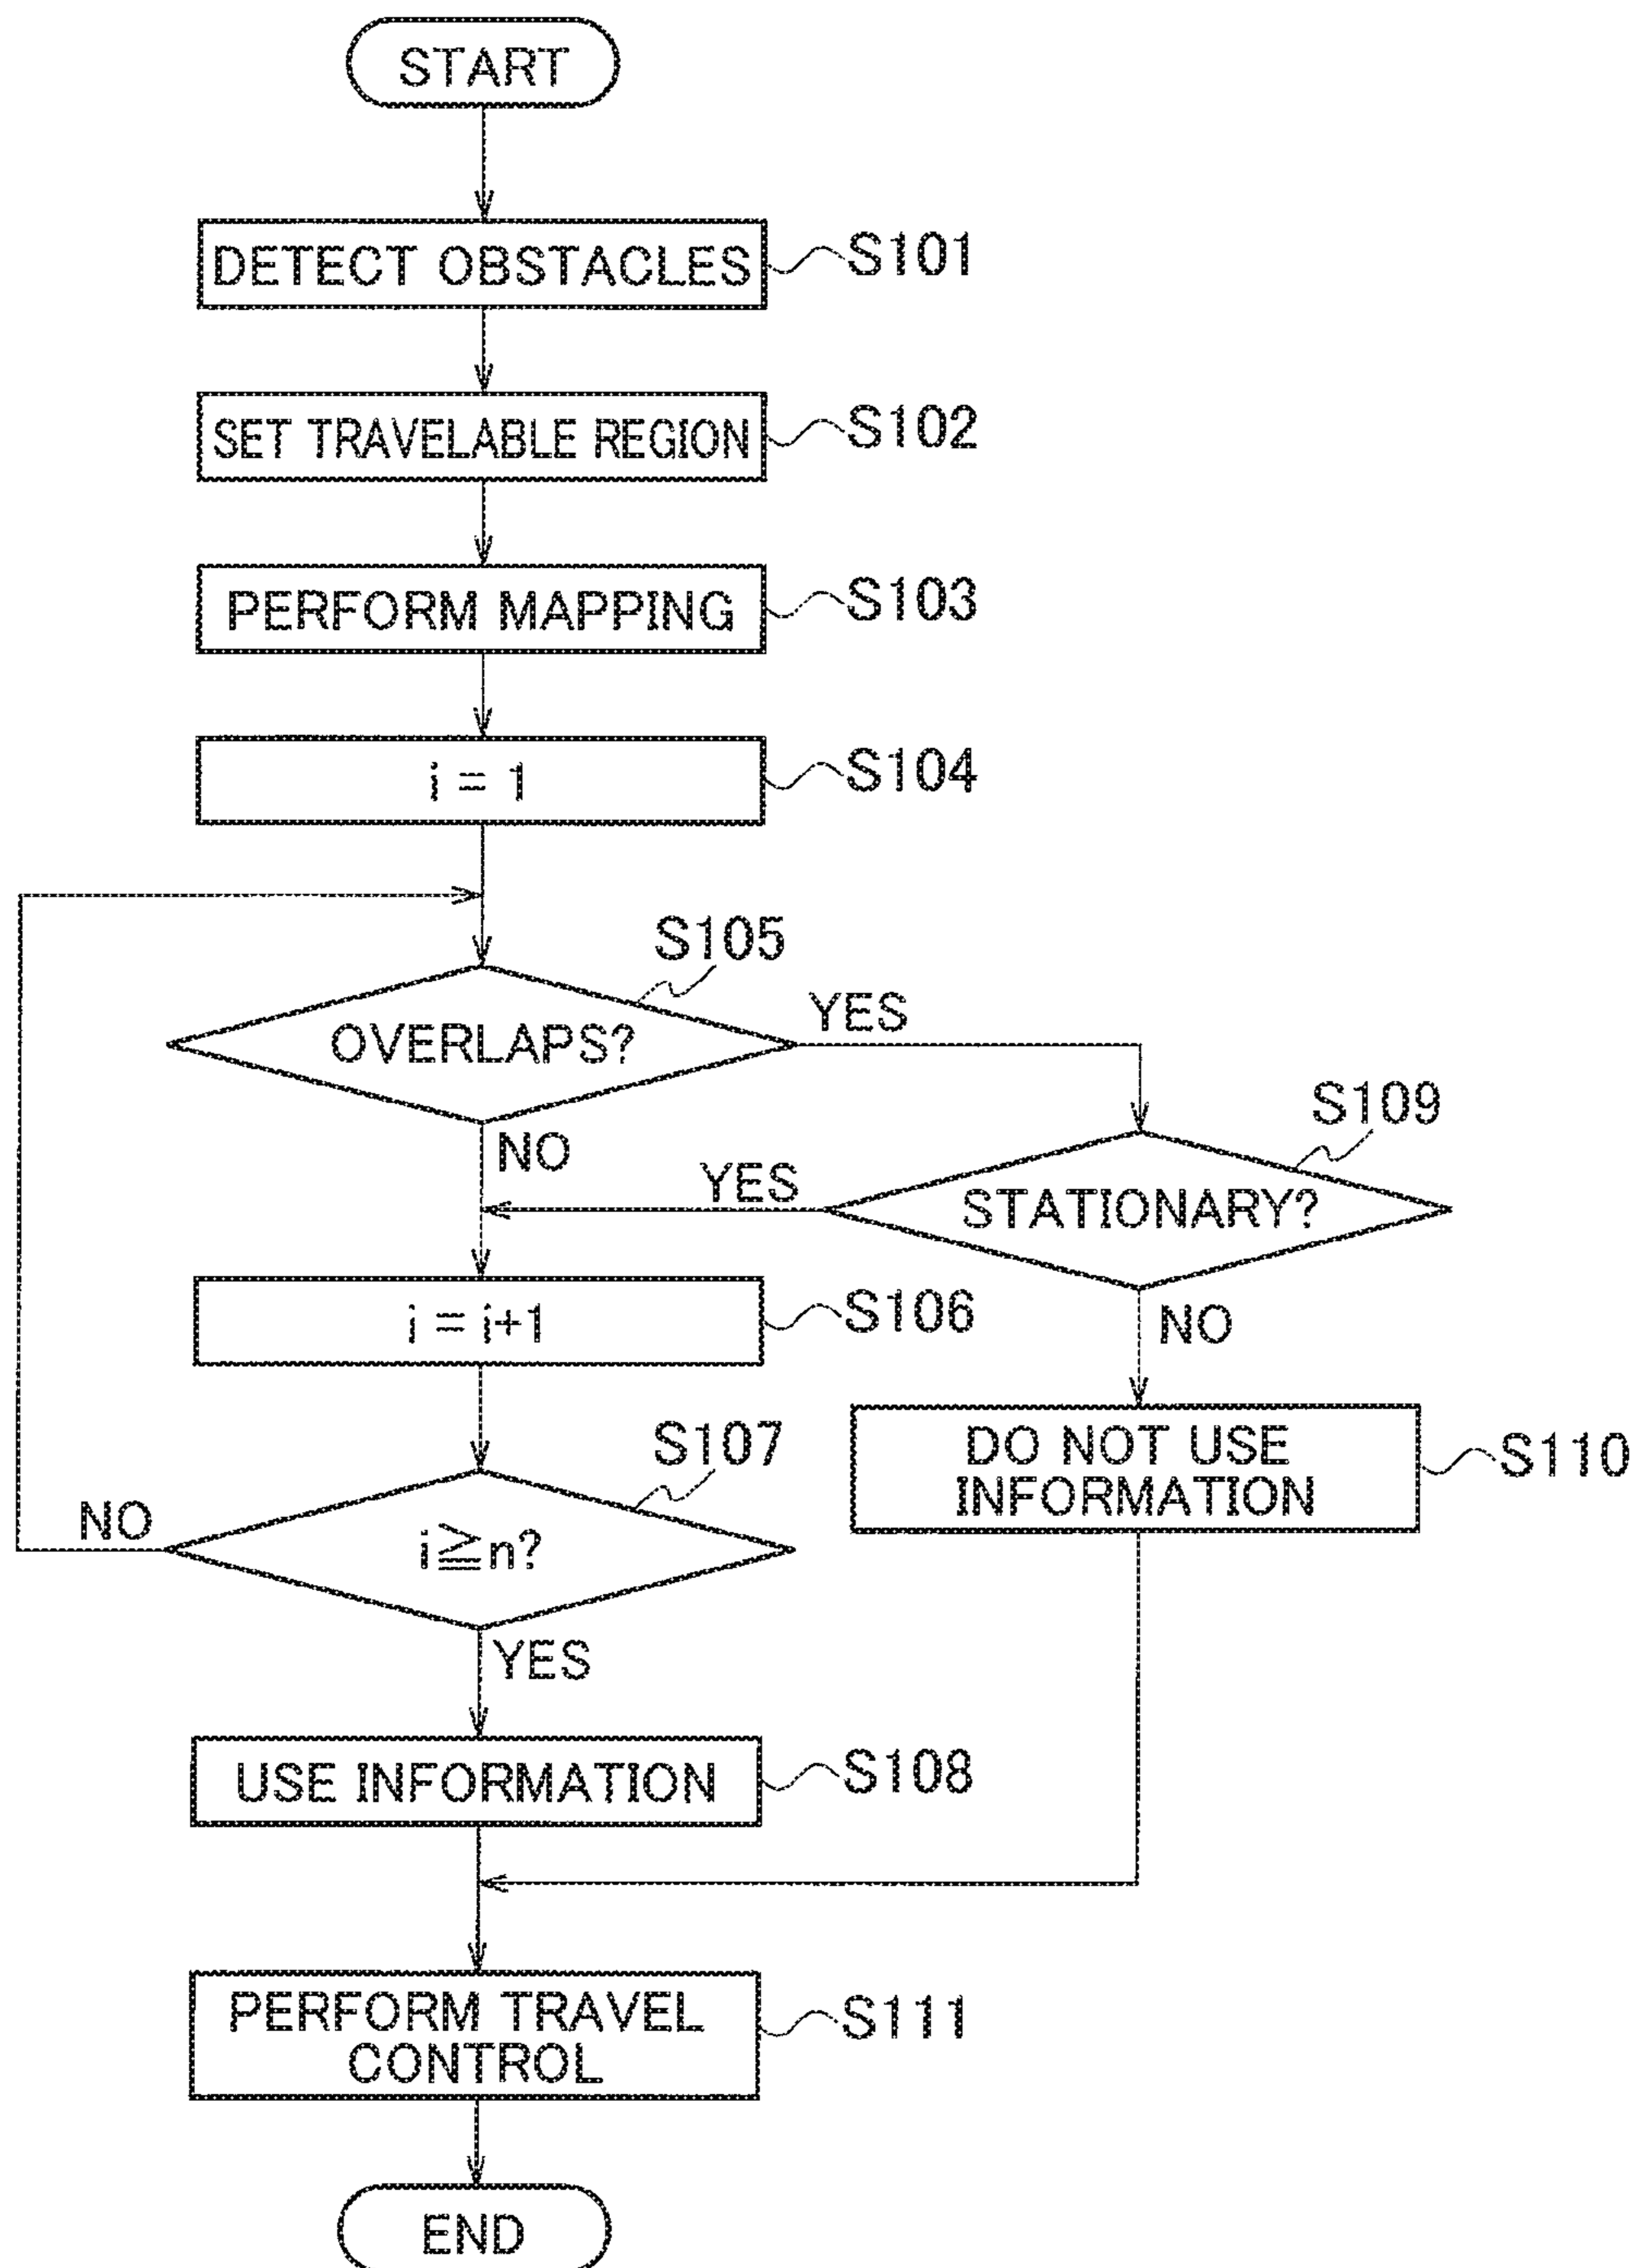 START
DETECT OBSTACLES
S101
SET TRAVELABLE REGION
S102
PERFORM MAPPING
S103
i = 1
S104
S105
OVERLAPS?
YES
NO
S109
STATIONARY?
YES
NO
i = i+1
S106
DO NOT USE
INFORMATION
S110
S107
i≧n?
NO
YES
USE INFORMATION
S108
PERFORM TRAVEL
CONTROL
S111
END